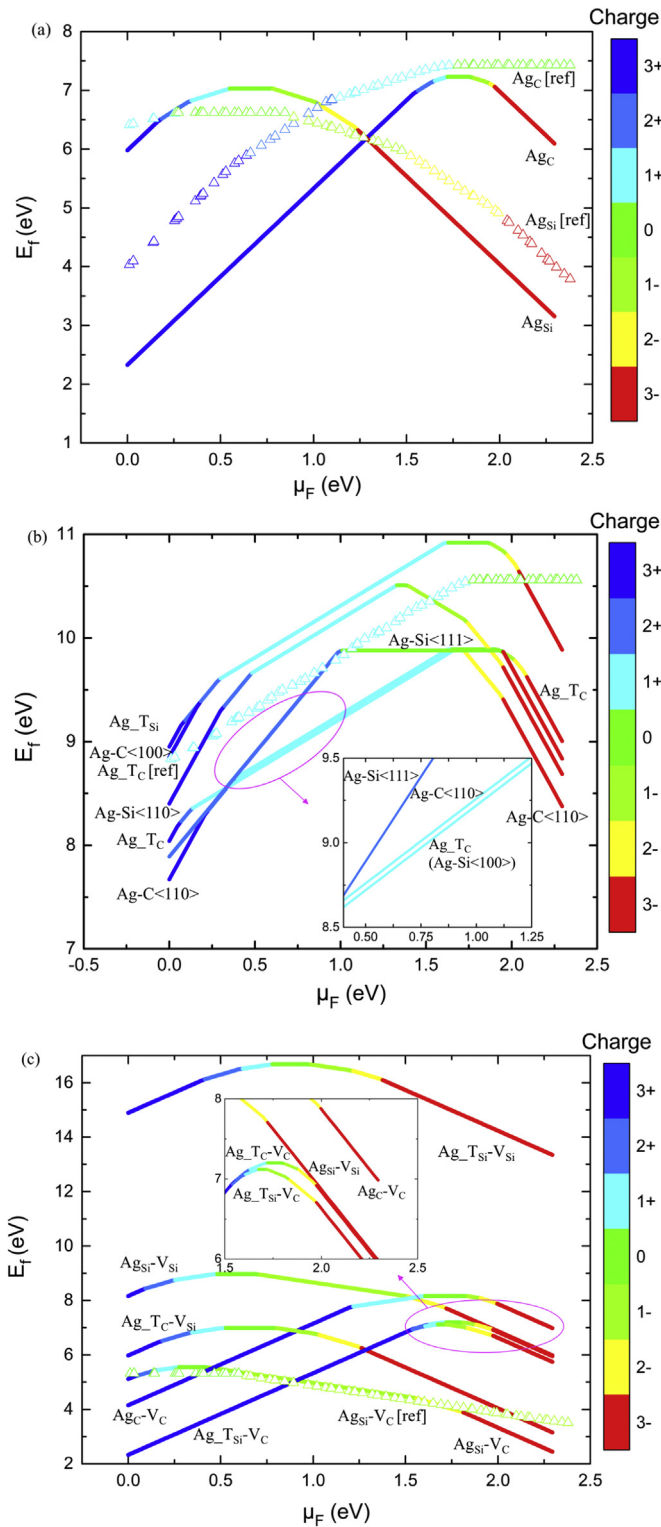 (a)
Charge
8
7
6
5
4
3
2
1
E_f (eV)
Ag_C [ref]
Ag_C
Ag_Si [ref]
Ag_Si
3+
2+
1+
0
1-
2-
3-
0.0 0.5 1.0 1.5 2.0 2.5
μ_F (eV)
(b)
Charge
11
10
9
8
7
E_f (eV)
Ag-Si<111>
Ag_T_C
Ag_T_Si
Ag-C<100>
Ag_T_C [ref]
Ag-Si<110>
Ag_T_C
Ag-C<110>
9.5
9.0
8.5
Ag-Si<111>
Ag-C<110>
Ag_T_C
(Ag-Si<100>)
0.50 0.75 1.00 1.25
Ag-C<110>
3+
2+
1+
0
1-
2-
3-
-0.5 0.0 0.5 1.0 1.5 2.0 2.5
μ_F (eV)
(c)
Charge
16
14
12
10
8
6
4
2
E_f (eV)
8
7
6
Ag_T_C-V_C
Ag_T_Si-V_C
Ag_Si-V_Si
Ag_C-V_C
1.5 2.0 2.5
Ag_T_Si-V_Si
Ag_Si-V_Si
Ag_T_C-V_Si
Ag_C-V_C
Ag_T_Si-V_C
Ag_Si-V_C [ref]
Ag_Si-V_C
3+
2+
1+
0
1-
2-
3-
0.0 0.5 1.0 1.5 2.0 2.5
μ_F (eV)